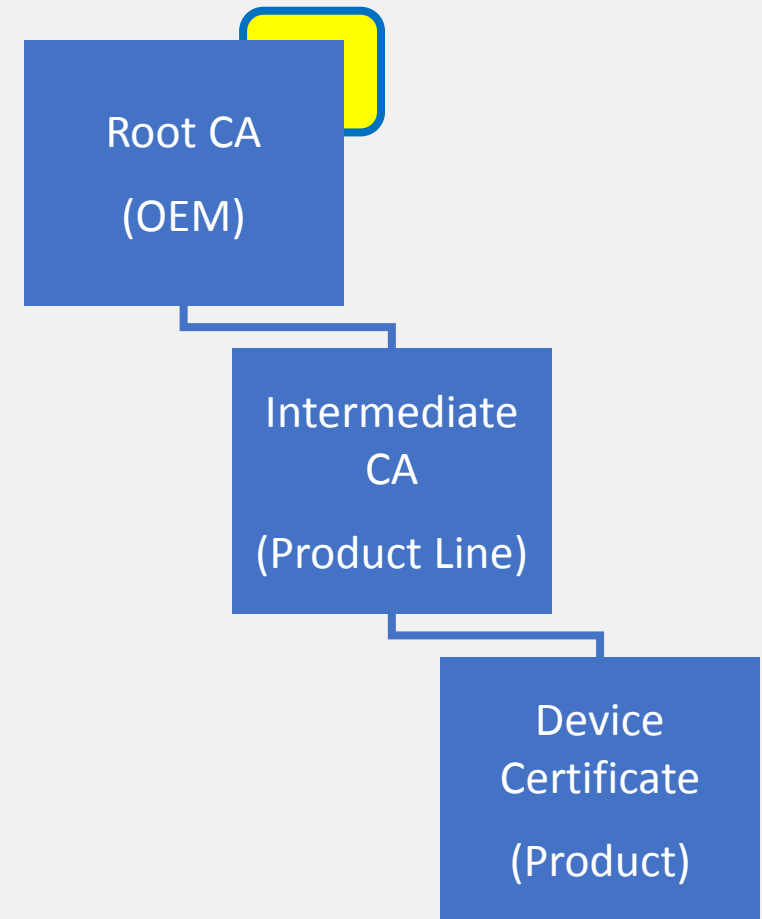 Root CA
(OEM)
Intermediate
CA
(Product Line)
Device
Certificate
(Product)